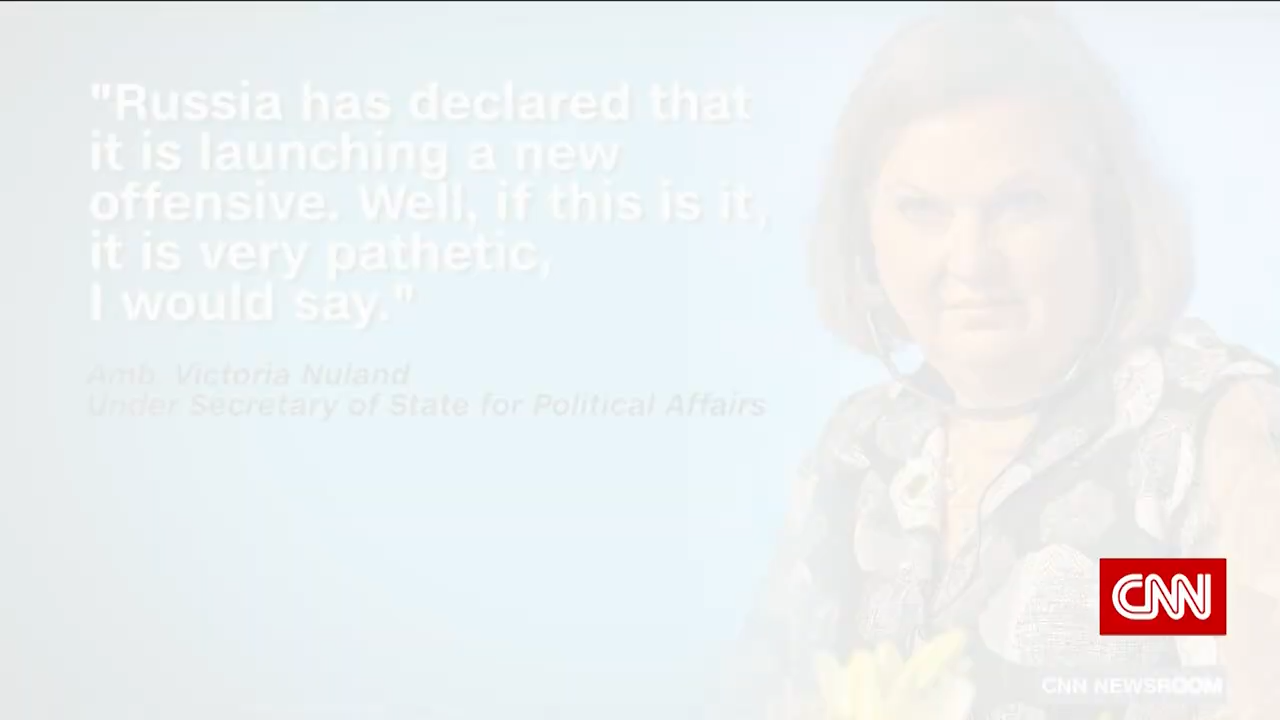 "Russia has declared that
it is launching a new
offensive. Well, if this is it,
it is very pathetic,
I would say."
Amb. Victoria Nuland
Under Secretary of State for Political Affairs
CNN
CNN NEWSROOM